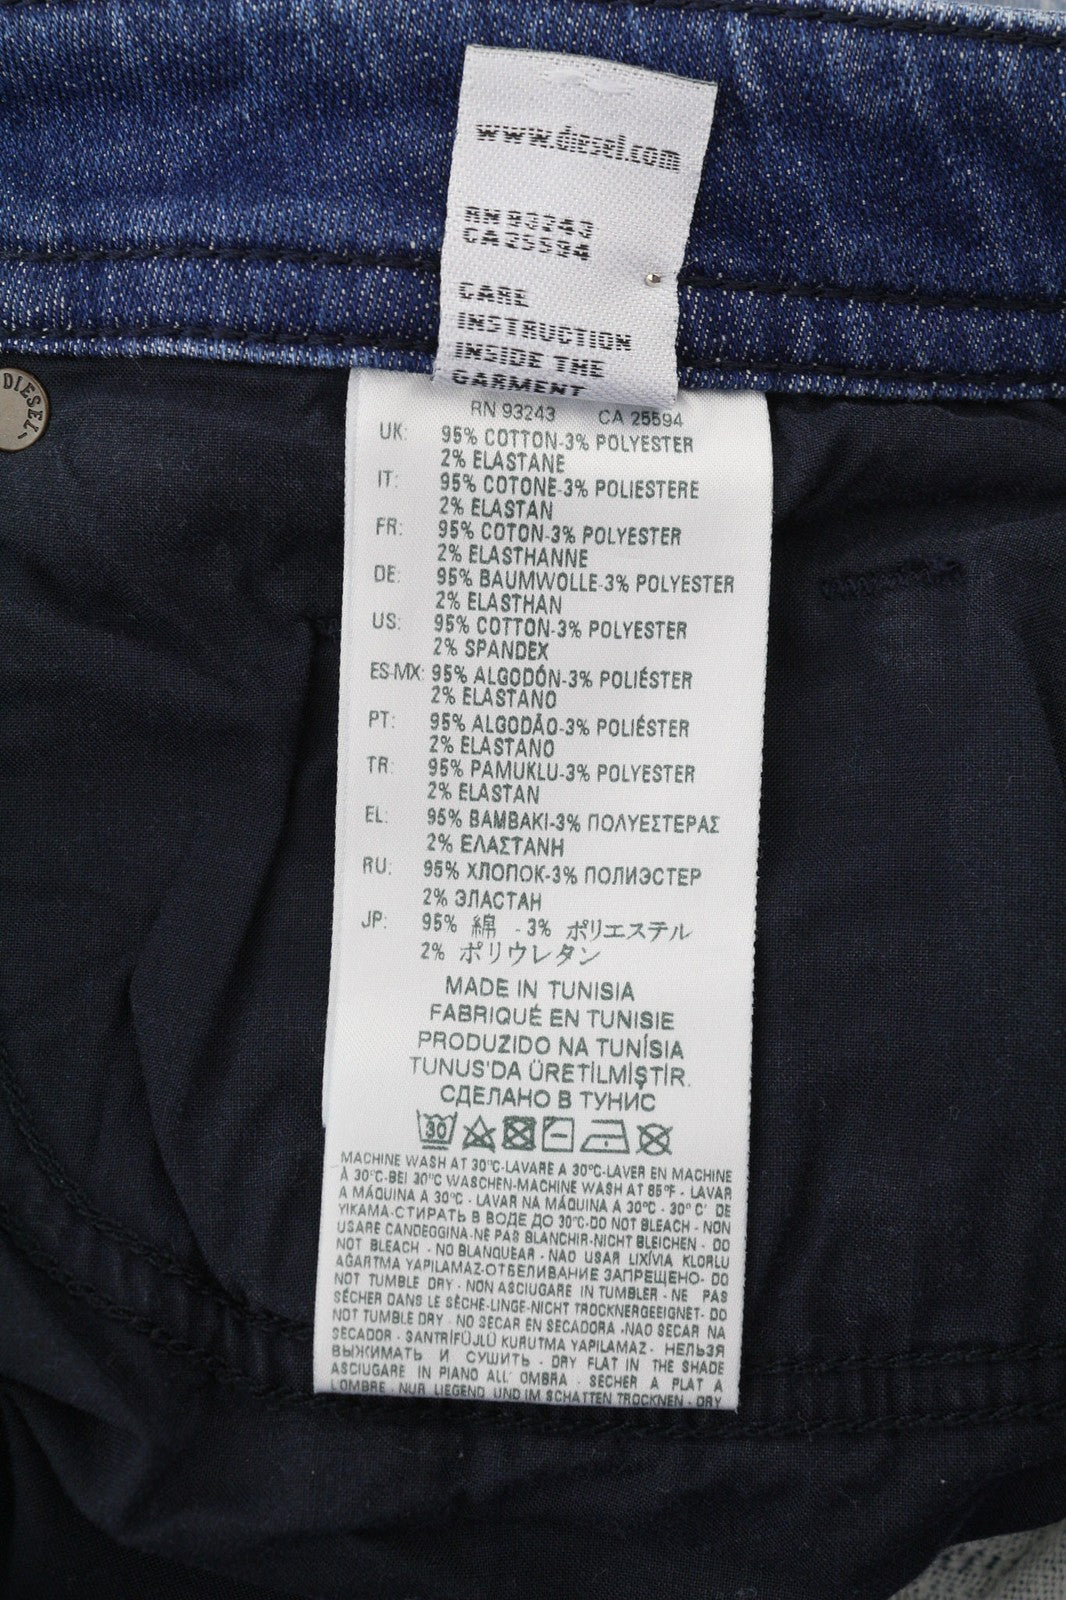 www.diesel.com
RN 93243
CA 25594
CARE
INSTRUCTION
INSIDE THE
GARMENT
DIESEL
RN 93243 CA 25594
UK: 95% COTTON-3% POLYESTER
2% ELASTANE
IT: 95% COTONE-3% POLIESTERE
2% ELASTAN
FR: 95% COTON-3% POLYESTER
2% ELASTHANNE
DE: 95% BAUMWOLLE-3% POLYESTER
2% ELASTHAN
US: 95% COTTON-3% POLYESTER
2% SPANDEX
ES-MX: 95% ALGODÓN-3% POLIÉSTER
2% ELASTANO
PT: 95% ALGODÃO-3% POLIÉSTER
2% ELASTANO
TR: 95% PAMUKLU-3% POLYESTER
2% ELASTAN
EL: 95% BAMBAKI-3% ΠΟΛΥΕΣΤΕΡΑΣ
2% ΕΛΑΣΤΑΝΗ
RU: 95% ХЛОПОК-3% ПОЛИЭСТЕР
2% ЭЛАСТАН
JP: 95% 綿 - 3% ポリエステル
2% ポリウレタン
MADE IN TUNISIA
FABRIQUÉ EN TUNISIE
PRODUZIDO NA TUNÍSIA
TUNUS'DA ÜRETİLMİŞTİR.
СДЕЛАНО В ТУНИС
30
MACHINE WASH AT 30°C-LAVARE A 30°C-LAVER EN MACHINE
À 30°C-BEI 30°C WASCHEN-MACHINE WASH AT 85°F - LAVAR
A MÁQUINA A 30°C - LAVAR NA MÁQUINA A 30°C - 30° C' DE
YIKAMA-СТИРАТЬ В ВОДЕ ДО 30°C-DO NOT BLEACH - NON
USARE CANDEGGINA-NE PAS BLANCHIR-NICHT BLEICHEN - DO
NOT BLEACH - NO BLANQUEAR - NAO USAR LIXÍVIA KLORLU
AĞARTMA YAPILAMAZ-ОТБЕЛИВАНИЕ ЗАПРЕЩЕНО- DO
NOT TUMBLE DRY - NON ASCIUGARE IN TUMBLER - NE PAS
SÉCHER DANS LE SÈCHE-LINGE-NICHT TROCKNERGEEIGNET- DO
NOT TUMBLE DRY - NO SECAR EN SECADORA -NAO SECAR NA
SECADOR - SANTRİFÜJLÜ KURUTMA YAPILAMAZ - НЕЛЬЗЯ
ВЫЖИМАТЬ И СУШИТЬ - DRY FLAT IN THE SHADE
ASCIUGARE IN PIANO ALL' OMBRA - SÉCHER A PLAT A
L'OMBRE - NUR LIEGEND UND IM SCHATTEN TROCKNEN - DRY